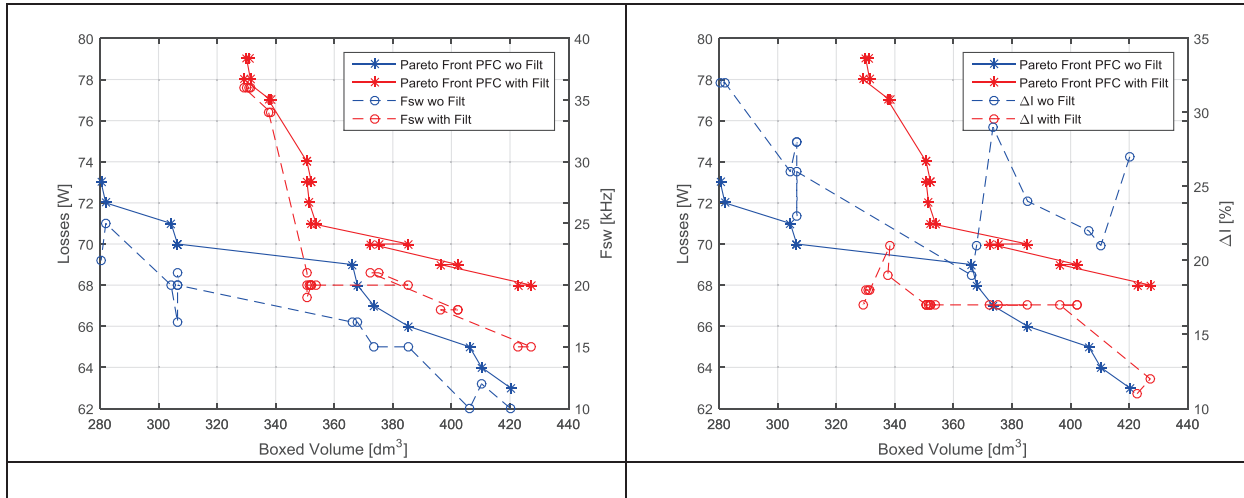 80
78
76
74
72
70
68
66
64
62
Losses [W]
40
35
30
25
20
15
10
Fsw [kHz]
280 300 320 340 360 380 400 420 440
Boxed Volume [dm³]
Pareto Front PFC wo Filt
Pareto Front PFC with Filt
Fsw wo Filt
Fsw with Filt
80
78
76
74
72
70
68
66
64
62
Losses [W]
35
30
25
20
15
10
ΔI [%]
280 300 320 340 360 380 400 420 440
Boxed Volume [dm³]
Pareto Front PFC wo Filt
Pareto Front PFC with Filt
ΔI wo Filt
ΔI with Filt